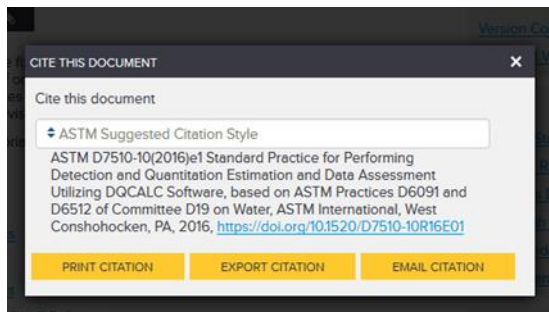 Version Co
CITE THIS DOCUMENT
×
Cite this document
ASTM Suggested Citation Style
ASTM D7510-10(2016)e1 Standard Practice for Performing
Detection and Quantitation Estimation and Data Assessment
Utilizing DQCALC Software, based on ASTM Practices D6091 and
D6512 of Committee D19 on Water, ASTM International, West
Conshohocken, PA, 2016, https://doi.org/10.1520/D7510-10R16E01
PRINT CITATION
EXPORT CITATION
EMAIL CITATION